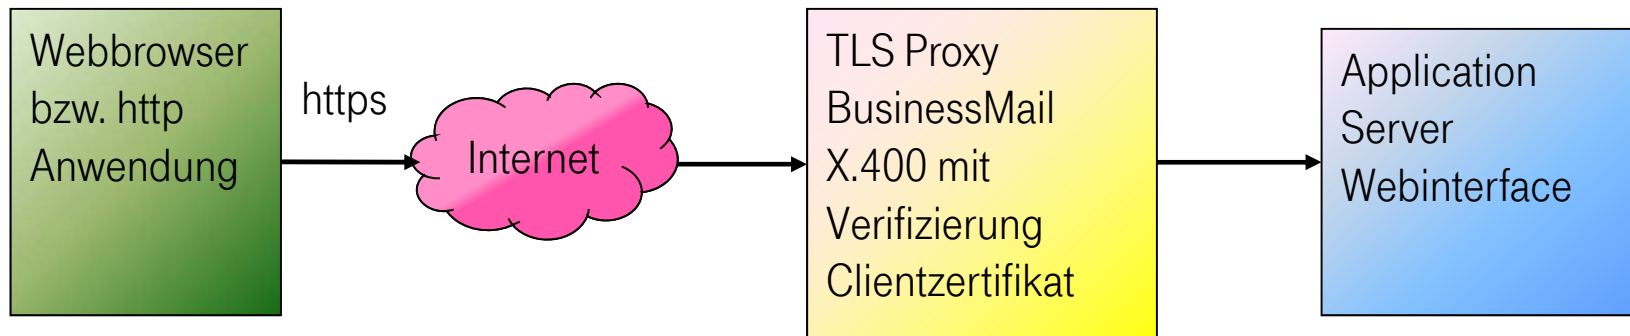 Webbrowser
bzw. http
Anwendung
https
Internet
TLS Proxy
BusinessMail
X.400 mit
Verifizierung
Clientzertifikat
Application
Server
Webinterface